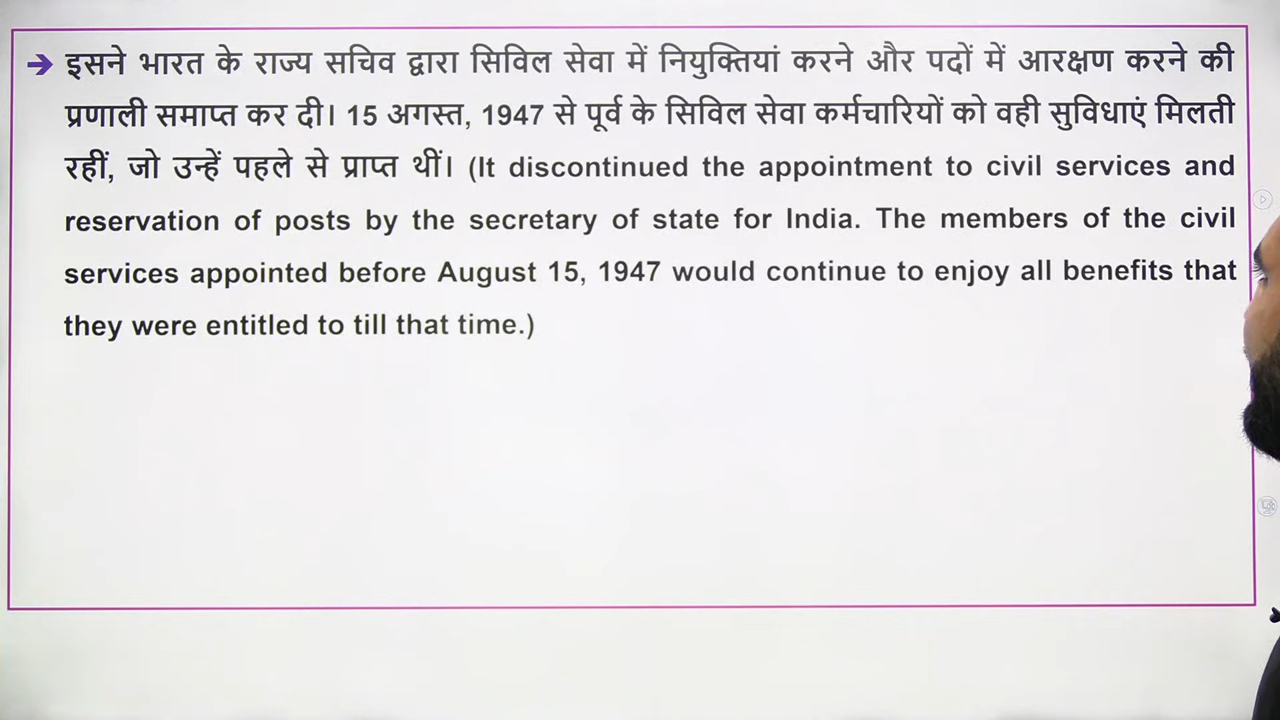 → इसने भारत के राज्य सचिव द्वारा सिविल सेवा में नियुक्तियां करने और पदों में आरक्षण करने की
प्रणाली समाप्त कर दी। 15 अगस्त, 1947 से पूर्व के सिविल सेवा कर्मचारियों को वही सुविधाएं मिलती
रहीं, जो उन्हें पहले से प्राप्त थीं। (It discontinued the appointment to civil services and
reservation of posts by the secretary of state for India. The members of the civil
services appointed before August 15, 1947 would continue to enjoy all benefits that
they were entitled to till that time.)